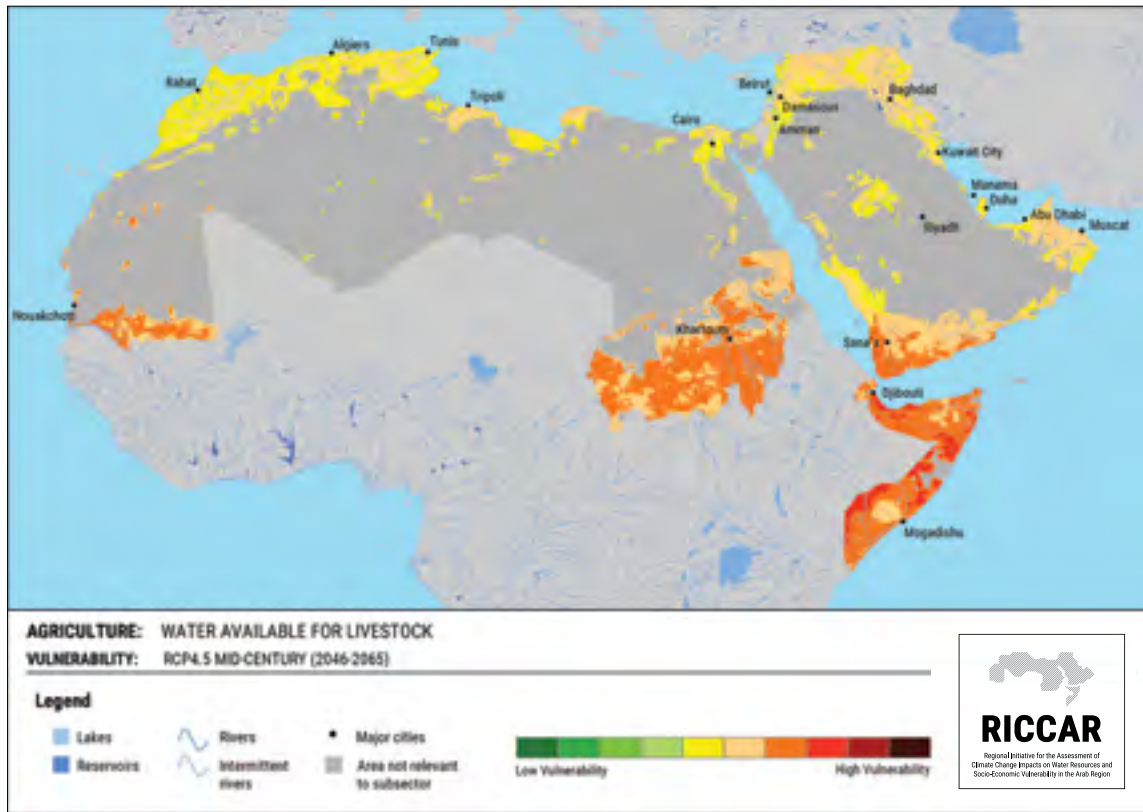 Algiers
Tunis
Rabat
Tripoli
Beirut
Damascus
Baghdad
Cairo
Amman
Kuwait City
Manama
Doha
Abu Dhabi
Riyadh
Muscat
Nouakchott
Khartoum
Sana'a
Djibouti
Mogadishu
AGRICULTURE: WATER AVAILABLE FOR LIVESTOCK
VULNERABILITY: RCP4.5 MID-CENTURY (2046-2065)
Legend
Lakes
Reservoirs
Rivers
Intermittent
rivers
Major cities
Area not relevant
to subsector
Low Vulnerability
High Vulnerability
RICCAR
Regional Initiative for the Assessment of
Climate Change Impacts on Water Resources and
Socio-Economic Vulnerability in the Arab Region